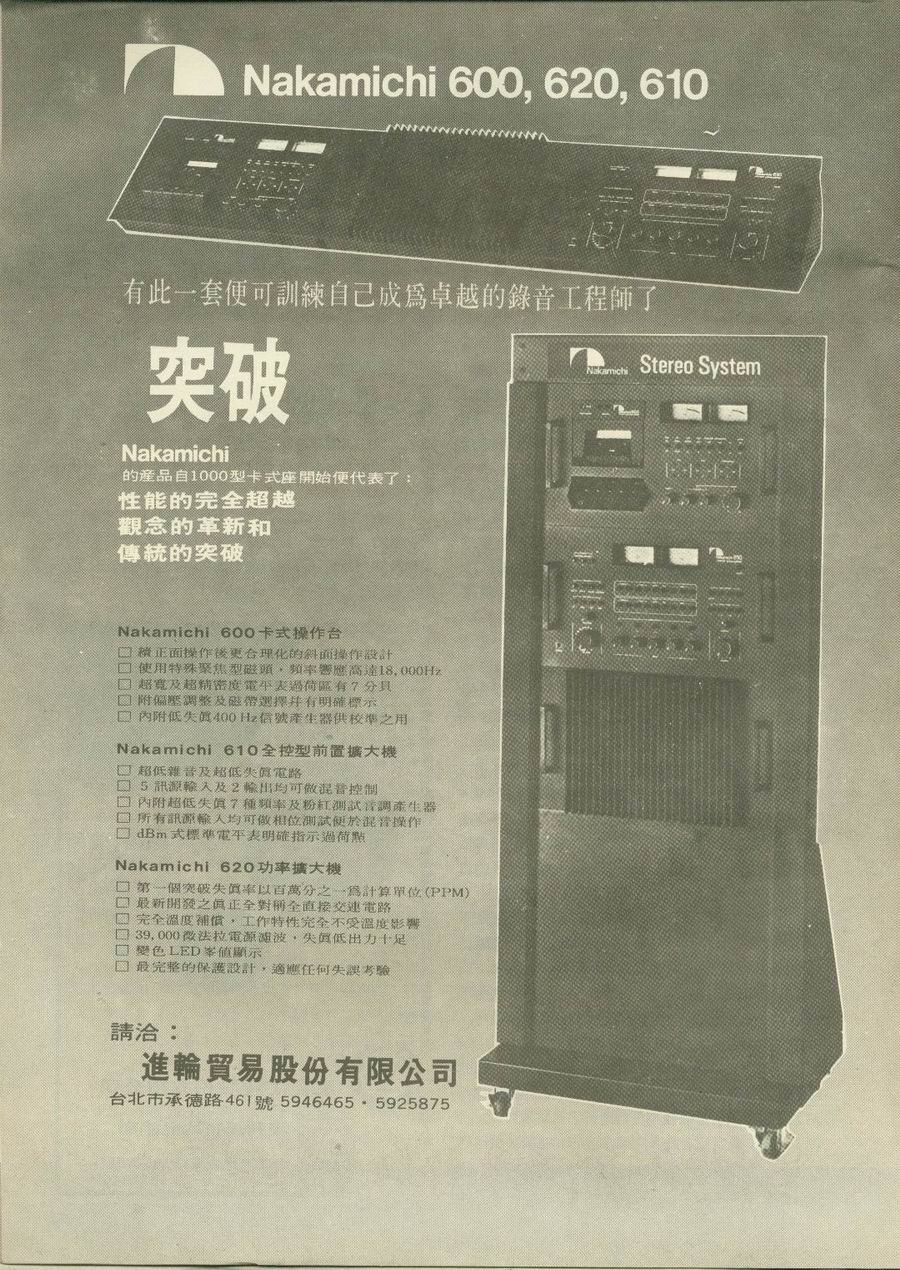 Nakamichi 600, 620, 610
有此一套便可訓練自己成爲卓越的錄音工程師了
突破
Nakamichi
的產品自1000型卡式座開始便代表了：
性能的完全超越
觀念的革新和
傳統的突破
Nakamichi Stereo System
Nakamichi 600卡式操作台
□ 繼正面操作後更合理化的斜面操作設計
□ 使用特殊聚焦型磁頭，頻率響應高達18,000Hz
□ 超寬及超精密度電平表過荷區有7分貝
□ 附偏壓調整及磁帶選擇幷有明確標示
□ 內附低失眞400 Hz信號產生器供校準之用
Nakamichi 610全控型前置擴大機
□ 超低雜音及超低失眞電路
□ 5 訊源輸入及2輸出均可做混音控制
□ 內附超低失眞7種頻率及粉紅測試音調產生器
□ 所有訊源輸入均可做相位測試便於混音操作
□ dBm式標準電平表明確指示過荷點
Nakamichi 620功率擴大機
□ 第一個突破失眞率以百萬分之一爲計算單位(PPM)
□ 最新開發之眞正全對稱全直接交連電路
□ 完全溫度補償，工作特性完全不受溫度影響
□ 39,000微法拉電源濾波，失眞低出力十足
□ 變色LED峯值顯示
□ 最完整的保護設計，適應任何失誤考驗
請洽：
進輪貿易股份有限公司
台北市承德路461號 5946465・5925875